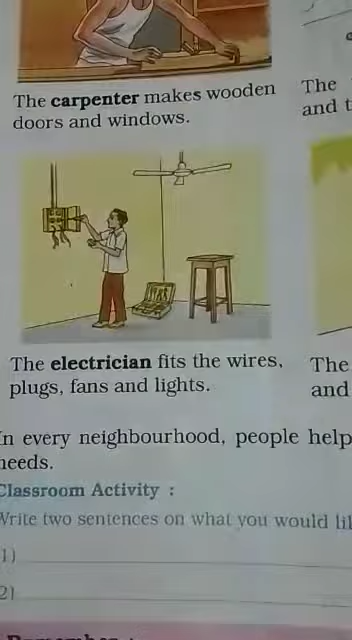 The carpenter makes wooden
doors and windows.
The
and t
The electrician fits the wires,
plugs, fans and lights.
The
and
In every neighbourhood, people help
needs.
Classroom Activity :
Write two sentences on what you would li
1)
2)